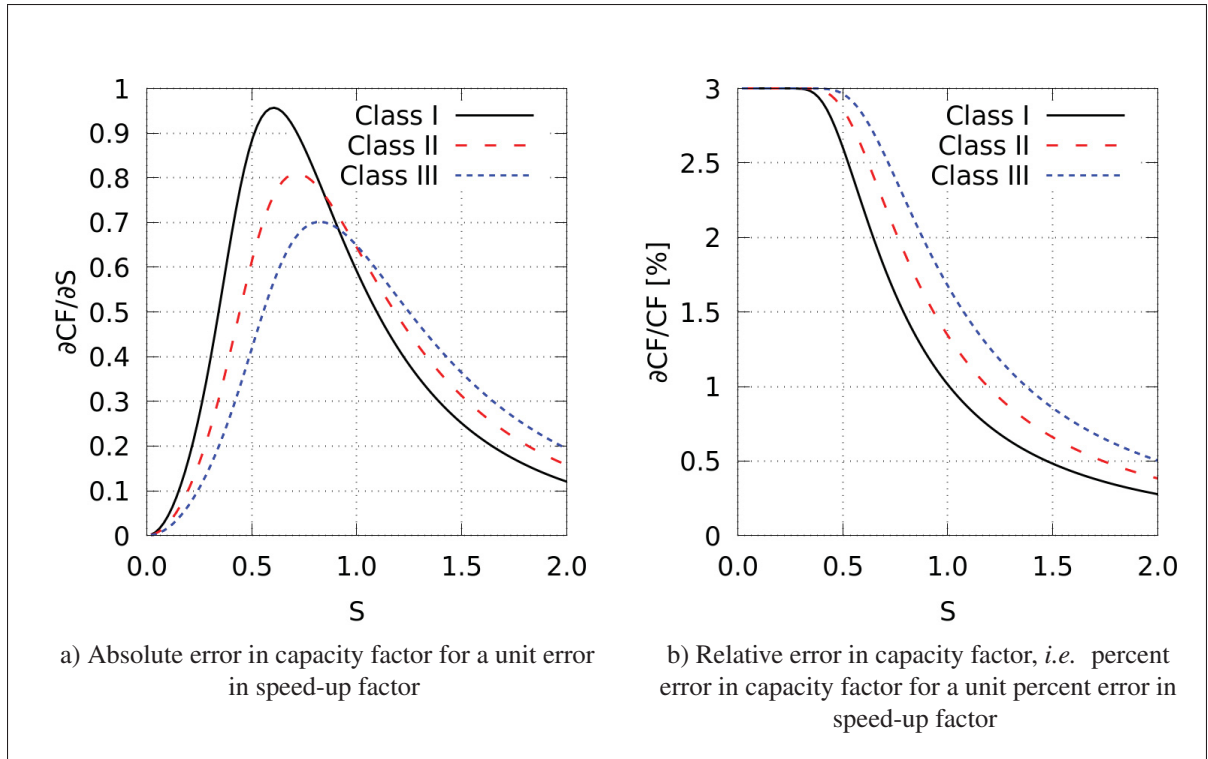 1
0.9
0.8
0.7
0.6
0.5
0.4
0.3
0.2
0.1
0
∂CF/∂S
Class I
Class II
Class III
0.0 0.5 1.0 1.5 2.0
S
a) Absolute error in capacity factor for a unit error
in speed-up factor
3
2.5
2
1.5
1
0.5
0
∂CF/CF [%]
Class I
Class II
Class III
0.0 0.5 1.0 1.5 2.0
S
b) Relative error in capacity factor, i.e. percent
error in capacity factor for a unit percent error in
speed-up factor